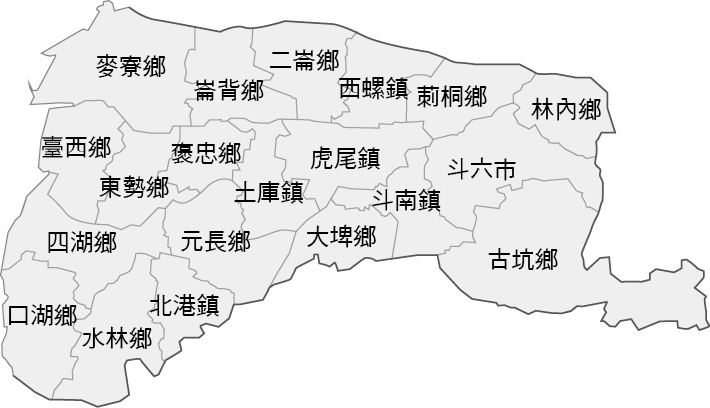 二崙鄉
麥寮鄉
崙背鄉
西螺鎮
莿桐鄉
林內鄉
臺西鄉
褒忠鄉
虎尾鎮
斗六市
東勢鄉
土庫鎮
斗南鎮
四湖鄉
元長鄉
大埤鄉
古坑鄉
口湖鄉
北港鎮
水林鄉